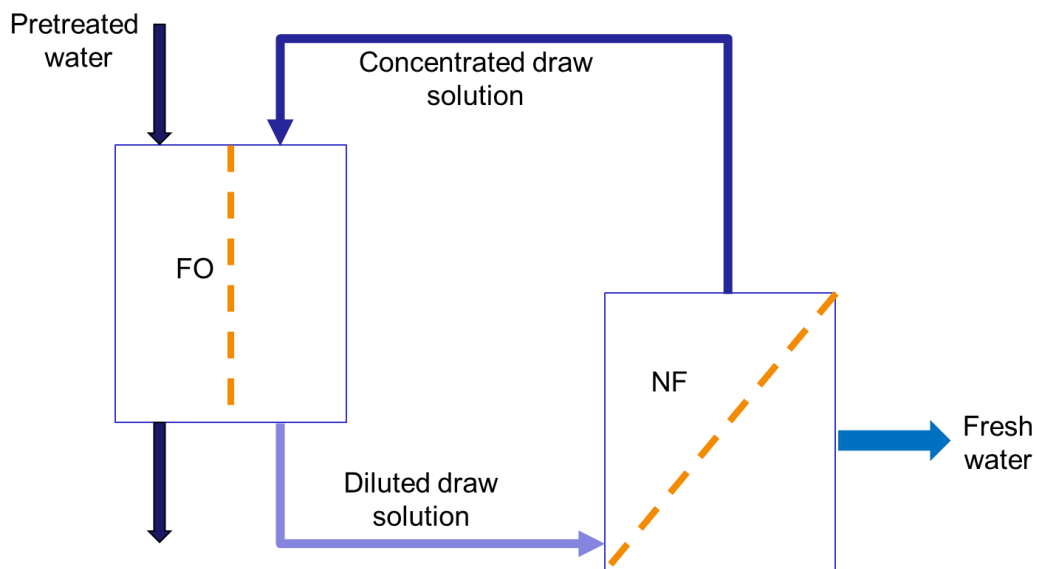 Pretreated
water
Concentrated draw
solution
FO
NF
Fresh
water
Diluted draw
solution